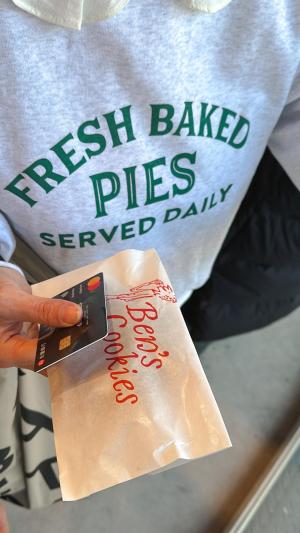 FRESH BAKED
PIES
SERVED DAILY
Ben's
Cookies